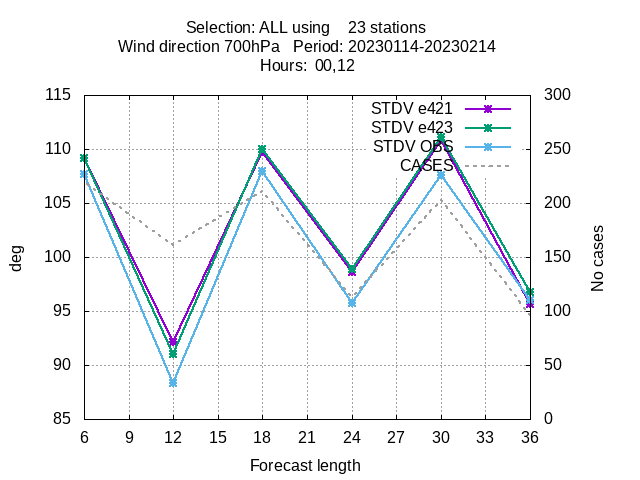 Selection: ALL using    23 stations
Wind direction 700hPa   Period: 20230114-20230214
Hours:  00,12
115 300
STDV e421
STDV e423
110 250
STDV OBS
CASES
105 200
deg
No cases
100 150
95 100
90 50
85 0
6 9 12 15 18 21 24 27 30 33 36
Forecast length